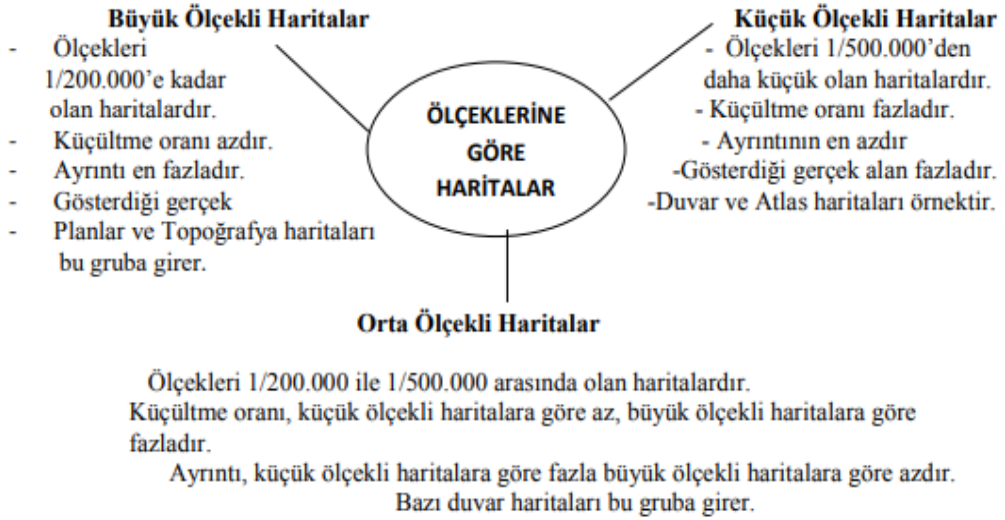 Büyük Ölçekli Haritalar
- Ölçekleri
1/200.000’e kadar
olan haritalardır.
- Küçültme oranı azdır.
- Ayrıntı en fazladır.
- Gösterdiği gerçek
- Planlar ve Topoğrafya haritaları
bu gruba girer.
Küçük Ölçekli Haritalar
- Ölçekleri 1/500.000’den
daha küçük olan haritalardır.
- Küçültme oranı fazladır.
- Ayrıntının en azdır
-Gösterdiği gerçek alan fazladır.
-Duvar ve Atlas haritaları örnektir.
ÖLÇEKLERİNE
GÖRE
HARİTALAR
Orta Ölçekli Haritalar
Ölçekleri 1/200.000 ile 1/500.000 arasında olan haritalardır.
Küçültme oranı, küçük ölçekli haritalara göre az, büyük ölçekli haritalara göre
fazladır.
Ayrıntı, küçük ölçekli haritalara göre fazla büyük ölçekli haritalara göre azdır.
Bazı duvar haritaları bu gruba girer.